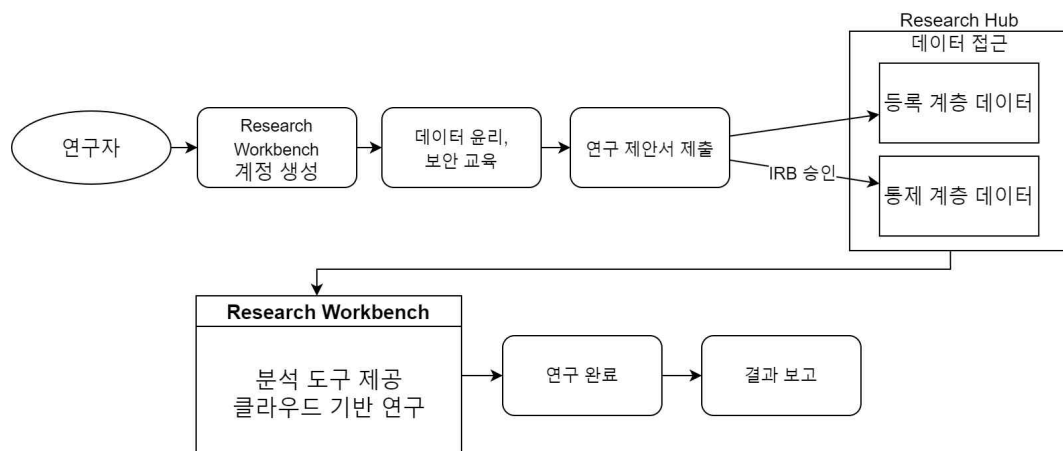 Research Hub
데이터 접근
등록 계층 데이터
연구자
Research
Workbench
계정 생성
데이터 윤리,
보안 교육
연구 제안서 제출
IRB 승인
통제 계층 데이터
Research Workbench
분석 도구 제공
클라우드 기반 연구
연구 완료
결과 보고